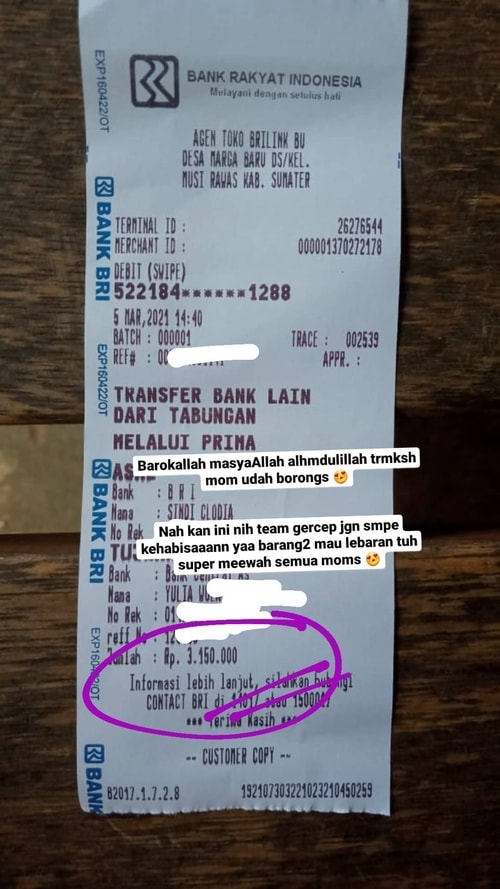 EXP160422/OT
BANK RAKYAT INDONESIA
Melayani dengan setulus hati
AGEN TOKO BRILINK BU
DESA MARGA BARU DS/KEL.
MUSI RAWAS KAB. SUMATER
BANK BRI
TERMINAL ID : 26276544
MERCHANT ID : 000001370272178
DEBIT (SWIPE)
522184******1288
5 MAR,2021 14:40
BATCH : 000001 TRACE : 002539
REF# : APPR. :
EXP160422/OT
TRANSFER BANK LAIN
DARI TABUNGAN
MELALUI PRIMA
Barokallah masyaAllah alhmdulillah trmksh
mom udah borongs 😍
BANK BRI
Bank : B R I
Nama : SINDI CLODIA
No Rek
Nah kan ini nih team gercep jgn smpe
kehabisaaann yaa barang2 mau lebaran tuh
super meewah semua moms 😍
Bank :
Nama : YULIA
No Rek :
reff No :
Jumlah : Rp. 3.150.000
Informasi lebih lanjut, silahkan hubungi
CONTACT BRI di 14017 atau 1500017
*** Terima Kasih ***
-- CUSTOMER COPY --
BANK
B2017.1.7.2.8 192107303221023210450259